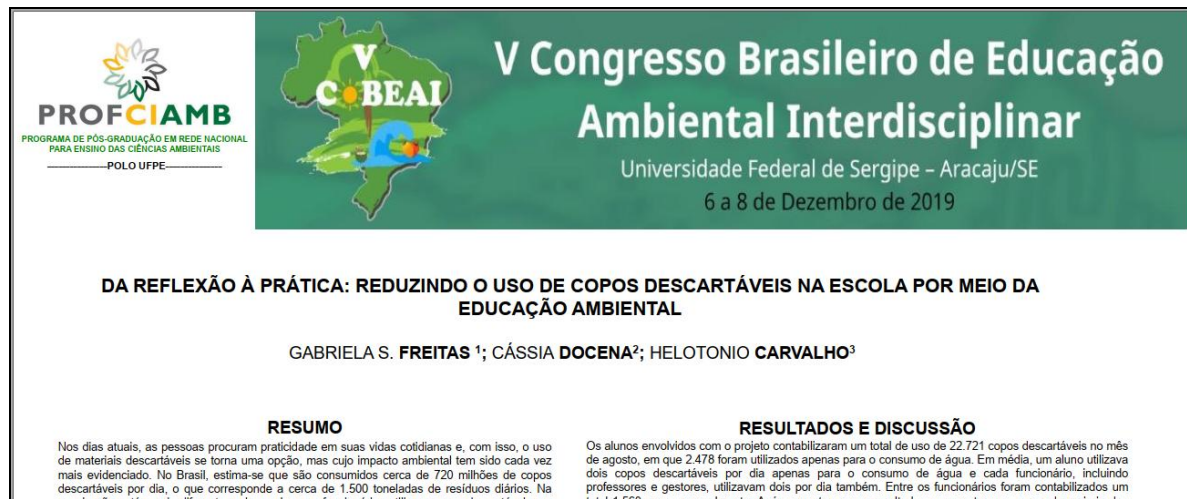 PROFCIAMB
PROGRAMA DE PÓS-GRADUAÇÃO EM REDE NACIONAL
PARA ENSINO DAS CIÊNCIAS AMBIENTAIS
POLO UFPE
V
COBEAI
V Congresso Brasileiro de Educação
Ambiental Interdisciplinar
Universidade Federal de Sergipe – Aracaju/SE
6 a 8 de Dezembro de 2019
DA REFLEXÃO À PRÁTICA: REDUZINDO O USO DE COPOS DESCARTÁVEIS NA ESCOLA POR MEIO DA
EDUCAÇÃO AMBIENTAL
GABRIELA S. FREITAS ¹; CÁSSIA DOCENA²; HELOTONIO CARVALHO³
RESUMO
Nos dias atuais, as pessoas procuram praticidade em suas vidas cotidianas e, com isso, o uso
de materiais descartáveis se torna uma opção, mas cujo impacto ambiental tem sido cada vez
mais evidenciado. No Brasil, estima-se que são consumidos cerca de 720 milhões de copos
descartáveis por dia, o que corresponde a cerca de 1.500 toneladas de resíduos diários. Na
RESULTADOS E DISCUSSÃO
Os alunos envolvidos com o projeto contabilizaram um total de uso de 22.721 copos descartáveis no mês
de agosto, em que 2.478 foram utilizados apenas para o consumo de água. Em média, um aluno utilizava
dois copos descartáveis por dia apenas para o consumo de água e cada funcionário, incluindo
professores e gestores, utilizavam dois por dia também. Entre os funcionários foram contabilizados um